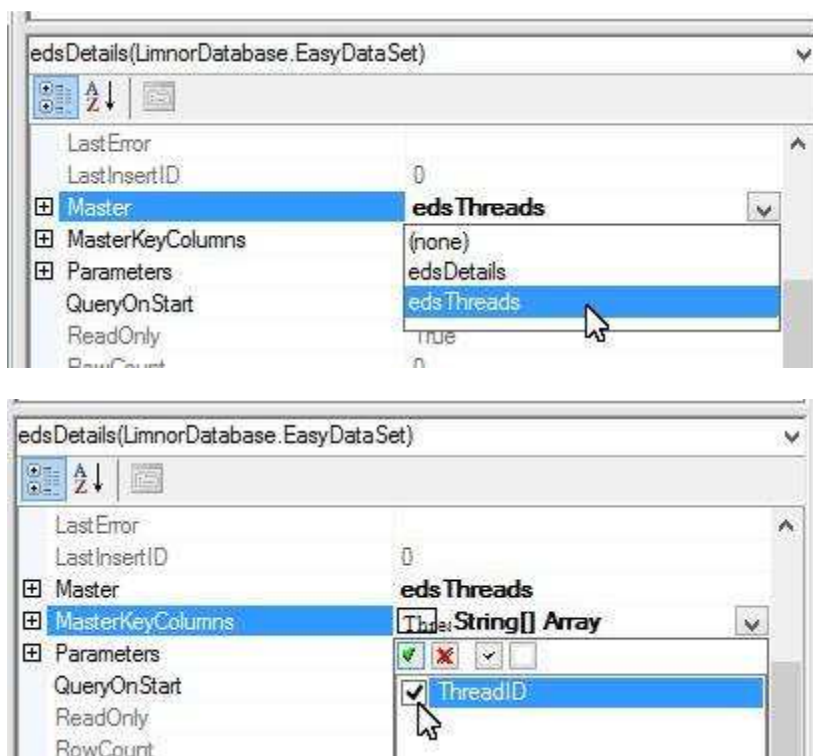 edsDetails(LimnorDatabase.EasyDataSet)
LastError
LastInsertID 0
Master edsThreads
MasterKeyColumns (none)
Parameters edsDetails
QueryOnStart edsThreads
ReadOnly True
RowCount 0
edsDetails(LimnorDatabase.EasyDataSet)
LastError
LastInsertID 0
Master edsThreads
MasterKeyColumns String[] Array
Parameters
QueryOnStart ThreadID
ReadOnly
RowCount